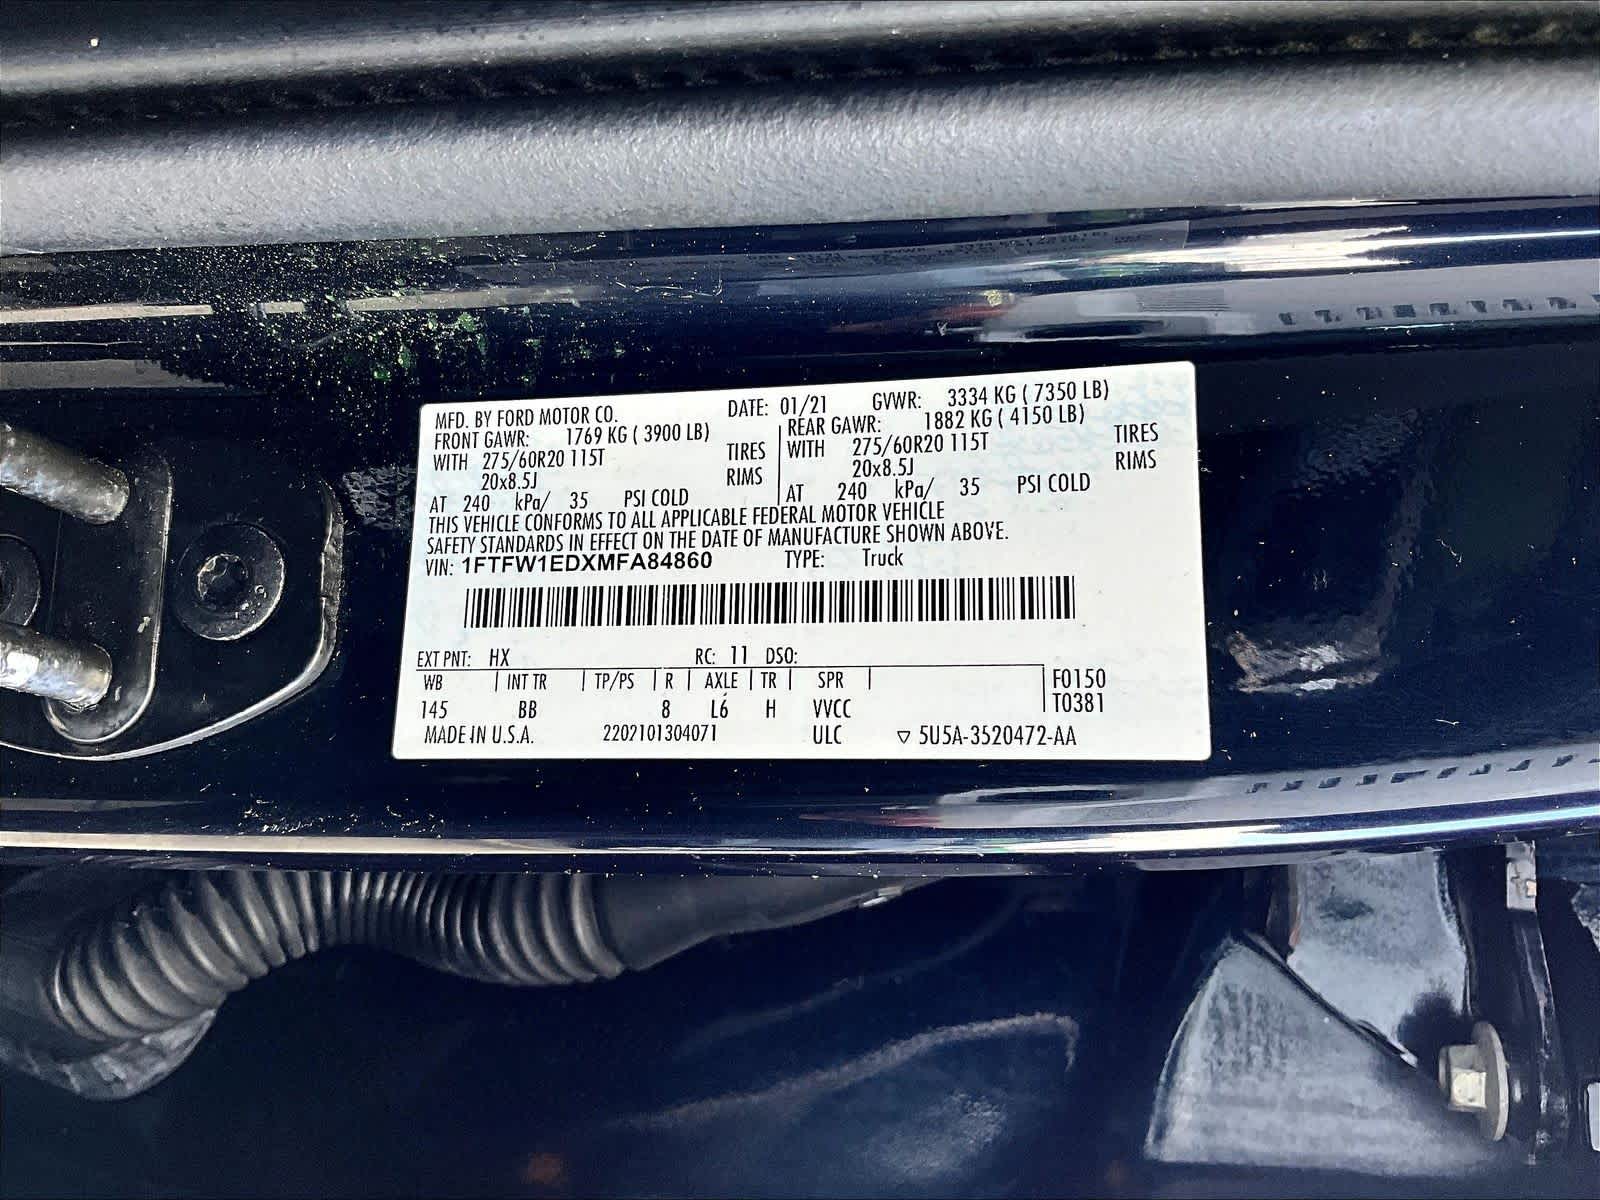 MFD. BY FORD MOTOR CO. DATE: 01/21 GVWR: 3334 KG ( 7350 LB)
FRONT GAWR: 1769 KG ( 3900 LB) REAR GAWR: 1882 KG ( 4150 LB)
WITH 275/60R20 115T TIRES WITH 275/60R20 115T TIRES
20x8.5J RIMS 20x8.5J RIMS
AT 240 kPa/ 35 PSI COLD AT 240 kPa/ 35 PSI COLD
THIS VEHICLE CONFORMS TO ALL APPLICABLE FEDERAL MOTOR VEHICLE
SAFETY STANDARDS IN EFFECT ON THE DATE OF MANUFACTURE SHOWN ABOVE.
VIN: 1FTFW1EDXMFA84860 TYPE: Truck
EXT PNT: HX RC: 11 DSO:
WB | INT TR | TP/PS | R | AXLE | TR | SPR | F0150
145 BB 8 L6 H VVCC T0381
MADE IN U.S.A. 2202101304071 ULC ▽ 5U5A-3520472-AA